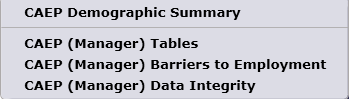 CAEP Demographic Summary
CAEP (Manager) Tables
CAEP (Manager) Barriers to Employment
CAEP (Manager) Data Integrity